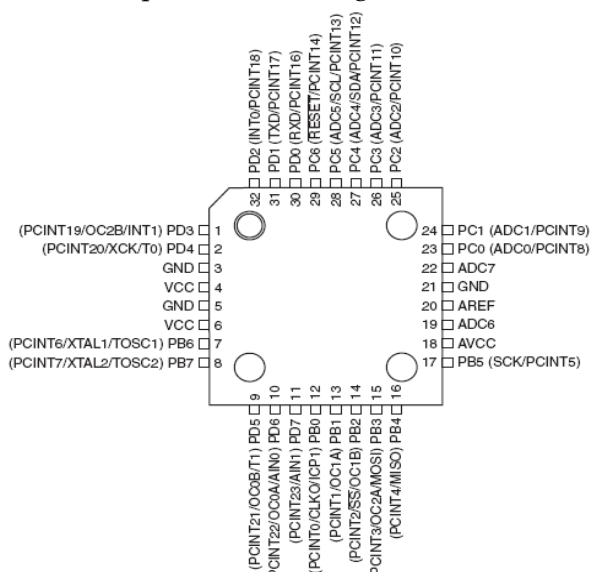 PD2 (INT0/PCINT18)
PD1 (TXD/PCINT17)
PD0 (RXD/PCINT16)
PC6 (RESET/PCINT14)
PC5 (ADC5/SCL/PCINT13)
PC4 (ADC4/SDA/PCINT12)
PC3 (ADC3/PCINT11)
PC2 (ADC2/PCINT10)
32 31 30 29 28 27 26 25
(PCINT19/OC2B/INT1) PD3 1
(PCINT20/XCK/T0) PD4 2
GND 3
VCC 4
GND 5
VCC 6
(PCINT6/XTAL1/TOSC1) PB6 7
(PCINT7/XTAL2/TOSC2) PB7 8
24 PC1 (ADC1/PCINT9)
23 PC0 (ADC0/PCINT8)
22 ADC7
21 GND
20 AREF
19 ADC6
18 AVCC
17 PB5 (SCK/PCINT5)
9 10 11 12 13 14 15 16
(PCINT21/OC0B/T1) PD5
PCINT22/OC0A/AIN0) PD6
(PCINT23/AIN1) PD7
(PCINT0/CLKO/ICP1) PB0
(PCINT1/OC1A) PB1
(PCINT2/SS/OC1B) PB2
PCINT3/OC2A/MOSI) PB3
(PCINT4/MISO) PB4